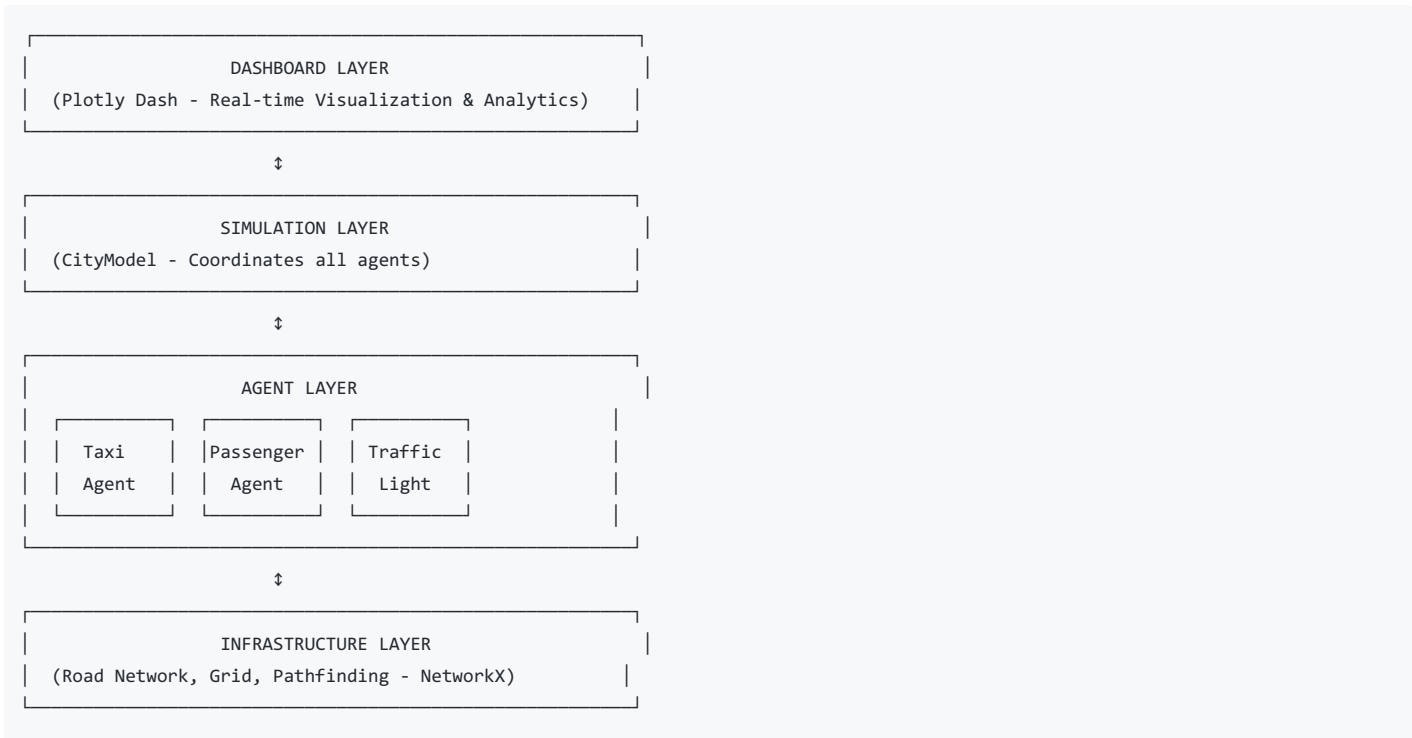 DASHBOARD LAYER
(Plotly Dash - Real-time Visualization & Analytics)
↕
SIMULATION LAYER
(CityModel - Coordinates all agents)
↕
AGENT LAYER
Taxi Passenger Traffic
Agent Agent Light
↕
INFRASTRUCTURE LAYER
(Road Network, Grid, Pathfinding - NetworkX)